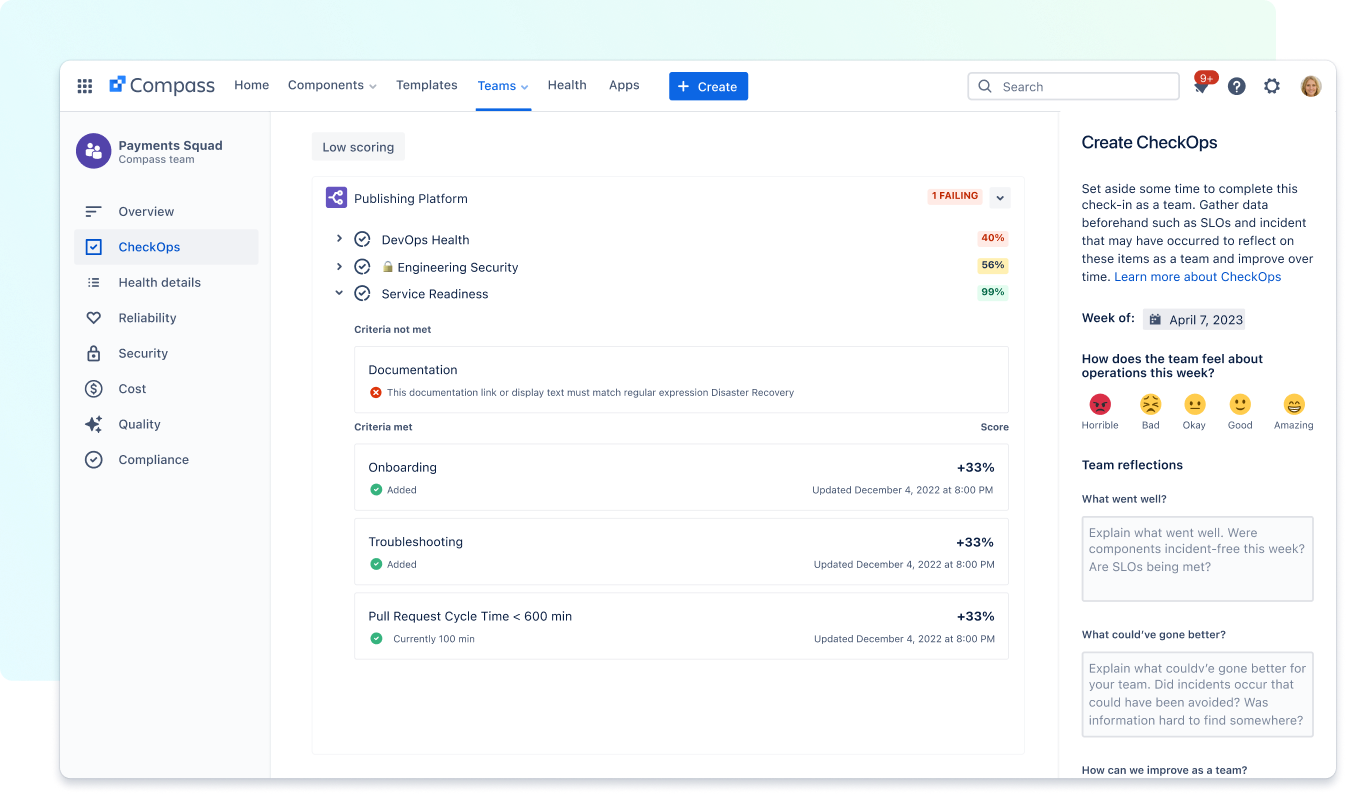 Compass
Home
Components
Templates
Teams
Health
Apps
+ Create
Search
9+
?
Payments Squad
Compass team
Overview
CheckOps
Health details
Reliability
Security
Cost
Quality
Compliance
Low scoring
Publishing Platform
1 FAILING
DevOps Health
40%
Engineering Security
56%
Service Readiness
99%
Criteria not met
Documentation
This documentation link or display text must match regular expression Disaster Recovery
Criteria met
Score
Onboarding
+33%
Added
Updated December 4, 2022 at 8:00 PM
Troubleshooting
+33%
Added
Updated December 4, 2022 at 8:00 PM
Pull Request Cycle Time < 600 min
+33%
Currently 100 min
Updated December 4, 2022 at 8:00 PM
Create CheckOps
Set aside some time to complete this
check-in as a team. Gather data
beforehand such as SLOs and incident
that may have occurred to reflect on
these items as a team and improve over
time. Learn more about CheckOps
Week of:
April 7, 2023
How does the team feel about
operations this week?
Horrible
Bad
Okay
Good
Amazing
Team reflections
What went well?
Explain what went well. Were
components incident-free this week?
Are SLOs being met?
What could've gone better?
Explain what couldv'e gone better for
your team. Did incidents occur that
could have been avoided? Was
information hard to find somewhere?
How can we improve as a team?